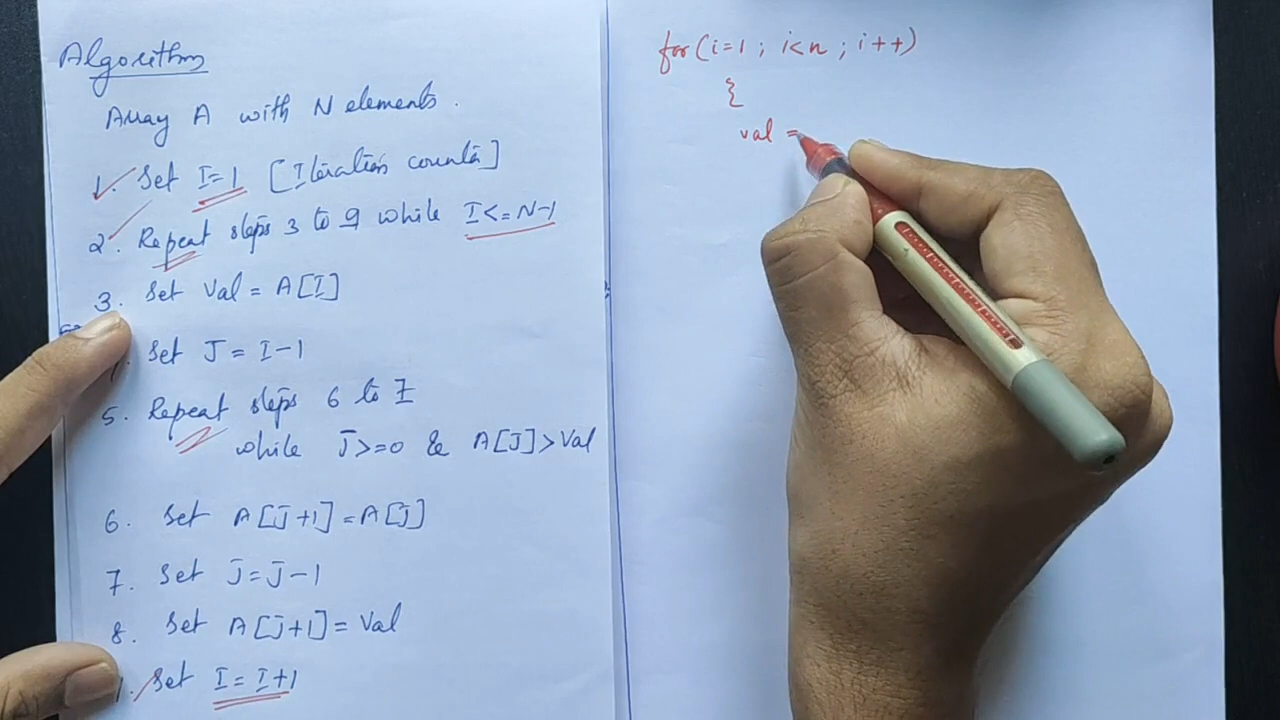 Algorithm
Array A with N elements.
1. Set I=1 [Iteration counter]
2. Repeat steps 3 to 9 while I<=N-1
3. Set Val = A[I]
Set J = I-1
5. Repeat steps 6 to 7
while J>=0 & A[J]>Val
6. Set A[J+1]=A[J]
7. Set J=J-1
8. Set A[J+1]=Val
Set I=I+1
for(i=1; i<n; i++)
{
val =